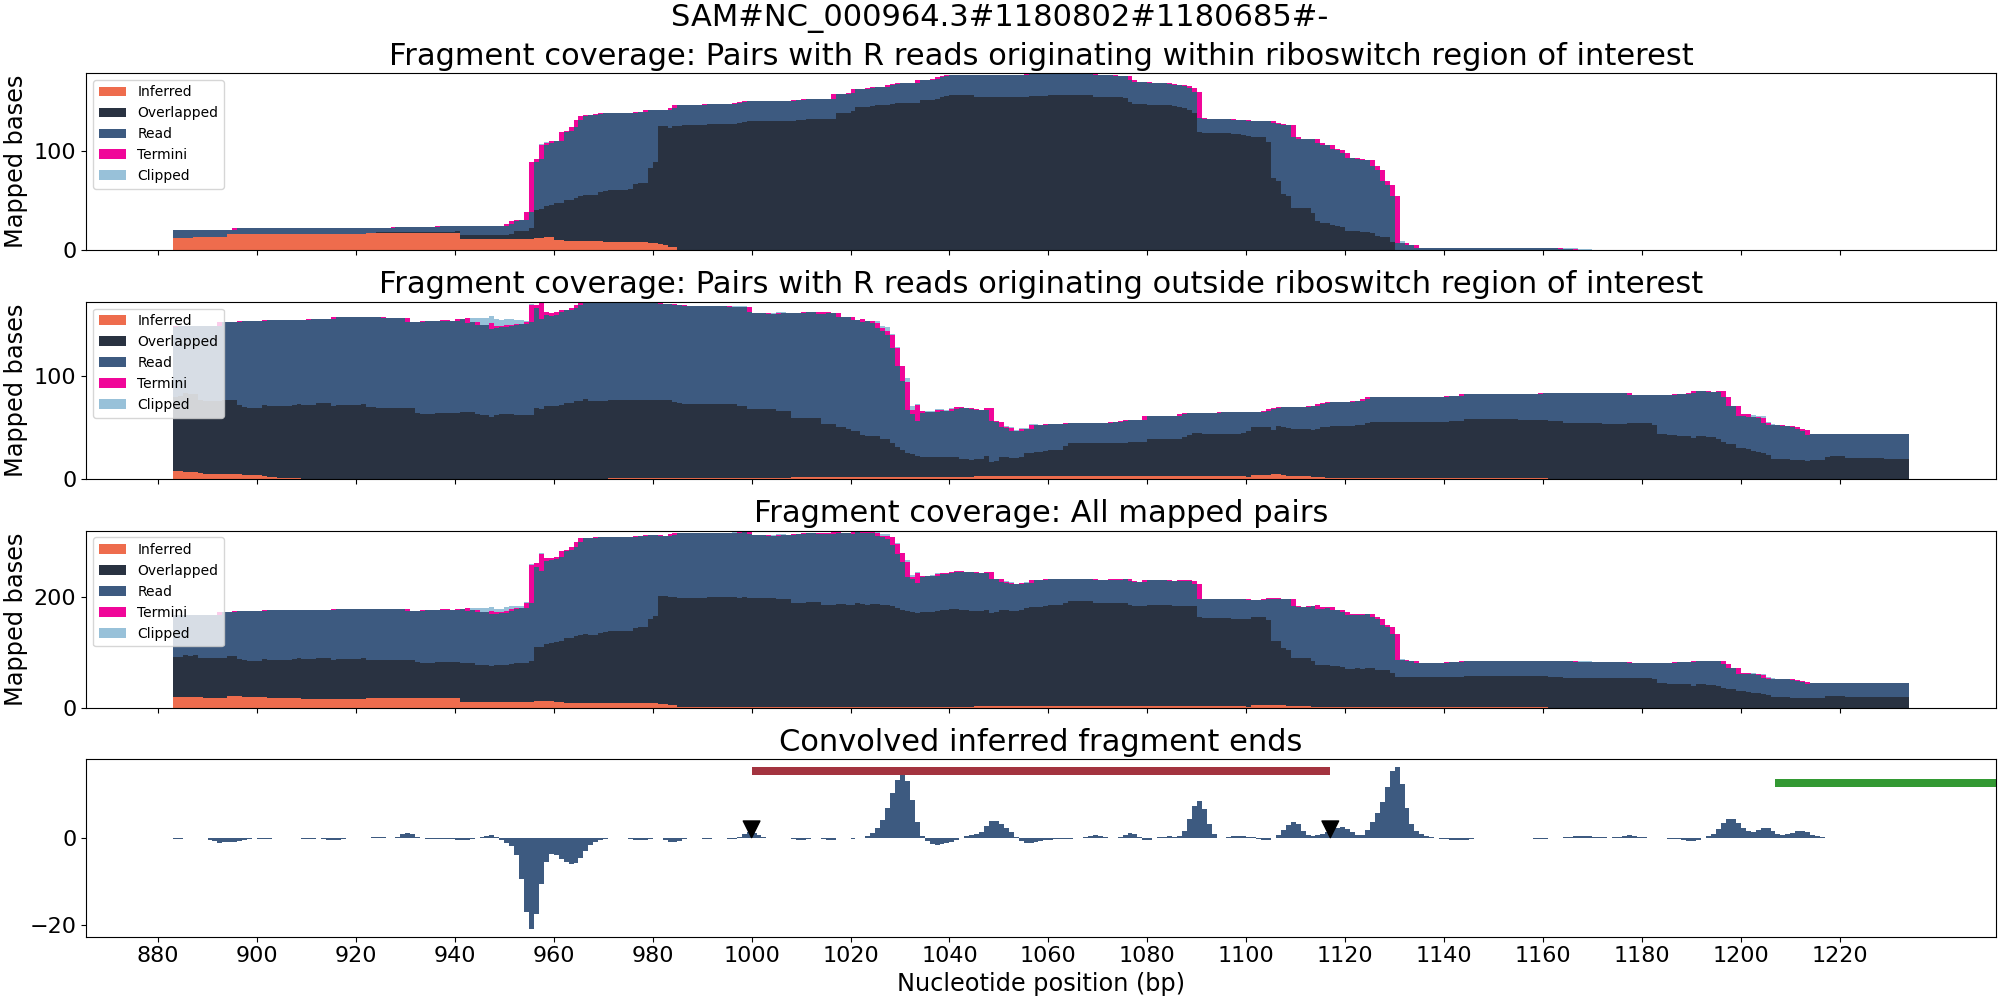 SAM#NC_000964.3#1180802#1180685#-
Fragment coverage: Pairs with R reads originating within riboswitch region of interest
Mapped bases
100
0
Inferred
Overlapped
Read
Termini
Clipped
Fragment coverage: Pairs with R reads originating outside riboswitch region of interest
Mapped bases
100
0
Inferred
Overlapped
Read
Termini
Clipped
Fragment coverage: All mapped pairs
Mapped bases
200
0
Inferred
Overlapped
Read
Termini
Clipped
Convolved inferred fragment ends
0
−20
880 900 920 940 960 980 1000 1020 1040 1060 1080 1100 1120 1140 1160 1180 1200 1220
Nucleotide position (bp)